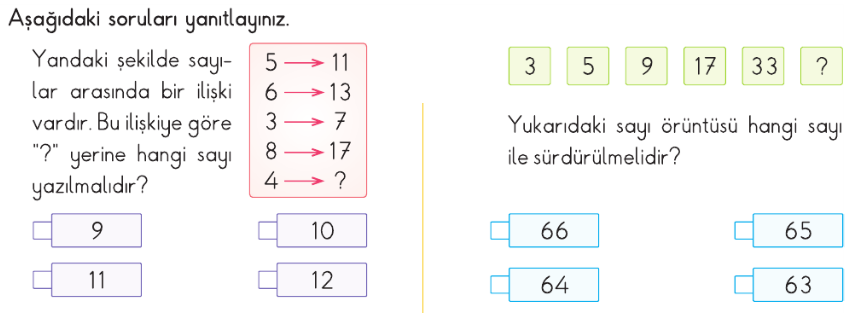 Aşağıdaki soruları yanıtlayınız.
Yandaki şekilde sayı-
lar arasında bir ilişki
vardır. Bu ilişkiye göre
"?" yerine hangi sayı
yazılmalıdır?
5 → 11
6 → 13
3 → 7
8 → 17
4 → ?
9
10
11
12
3 5 9 17 33 ?
Yukarıdaki sayı örüntüsü hangi sayı
ile sürdürülmelidir?
66
65
64
63